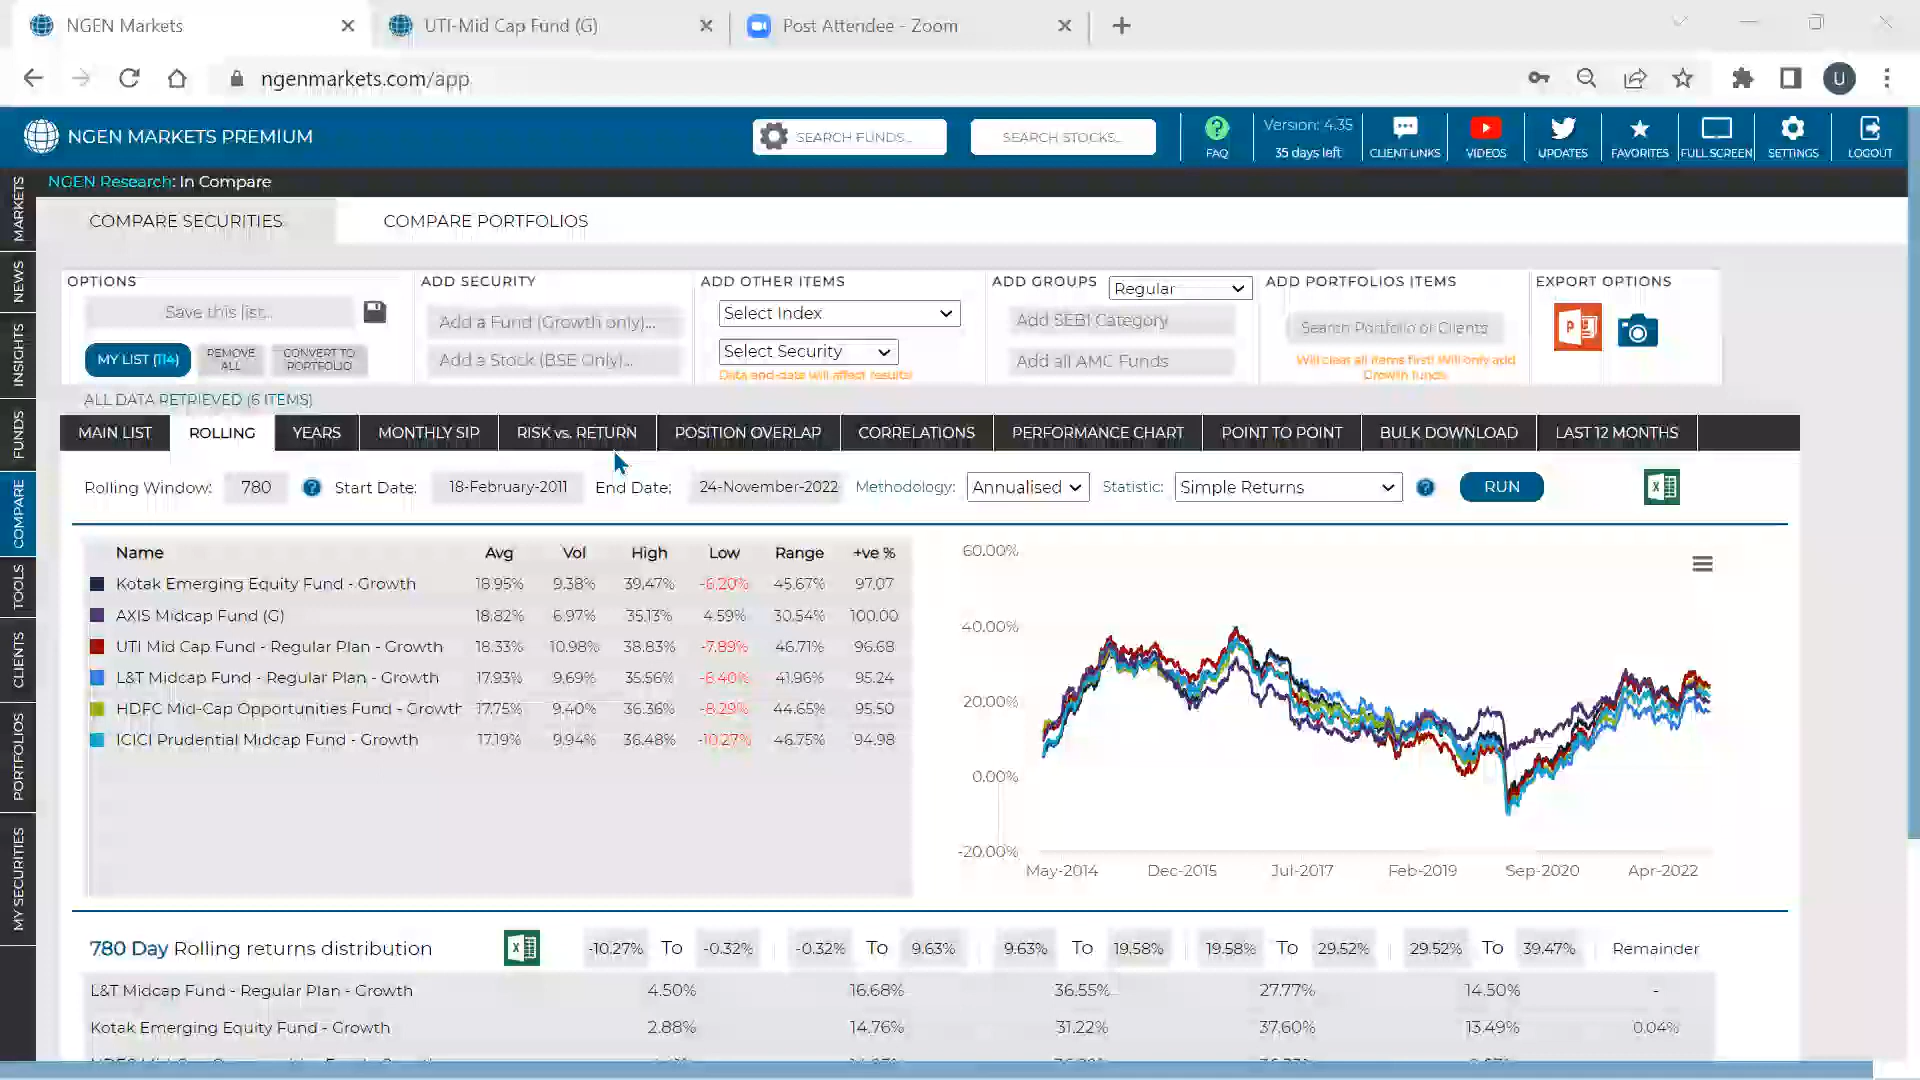 NGEN Markets
UTI-Mid Cap Fund (G)
Post Attendee - Zoom
ngenmarkets.com/app
U
NGEN MARKETS PREMIUM
SEARCH FUNDS...
SEARCH STOCKS...
FAQ
Version: 4.35
35 days left
CLIENT LINKS
VIDEOS
UPDATES
FAVORITES
FULL SCREEN
SETTINGS
LOGOUT
NGEN Research: In Compare
MARKETS
NEWS
INSIGHTS
FUNDS
COMPARE
TOOLS
CLIENTS
PORTFOLIOS
MY SECURITIES
COMPARE SECURITIES
COMPARE PORTFOLIOS
OPTIONS
Save this list...
MY LIST (114)
REMOVE ALL
CONVERT TO PORTFOLIO
ADD SECURITY
Add a Fund (Growth only)...
Add a Stock (BSE Only)...
ADD OTHER ITEMS
Select Index
Select Security
Data end-date will affect results!
ADD GROUPS
Regular
Add SEBI Category
Add all AMC Funds
ADD PORTFOLIOS ITEMS
Search Portfolio or Clients
Will clear all items first! Will only add
Growth funds
EXPORT OPTIONS
ALL DATA RETRIEVED (6 ITEMS)
MAIN LIST
ROLLING
YEARS
MONTHLY SIP
RISK vs. RETURN
POSITION OVERLAP
CORRELATIONS
PERFORMANCE CHART
POINT TO POINT
BULK DOWNLOAD
LAST 12 MONTHS
Rolling Window: 780 ? Start Date: 18-February-2011 End Date: 24-November-2022 Methodology: Annualised Statistic: Simple Returns ? RUN
Name Avg Vol High Low Range +ve %
Kotak Emerging Equity Fund - Growth 18.95% 9.38% 39.47% -6.20% 45.67% 97.07
AXIS Midcap Fund (G) 18.82% 6.97% 35.13% 4.59% 30.54% 100.00
UTI Mid Cap Fund - Regular Plan - Growth 18.33% 10.98% 38.83% -7.89% 46.71% 96.68
L&T Midcap Fund - Regular Plan - Growth 17.93% 9.69% 35.56% -6.40% 41.96% 95.24
HDFC Mid-Cap Opportunities Fund - Growth 17.75% 9.40% 36.36% -8.29% 44.65% 95.50
ICICI Prudential Midcap Fund - Growth 17.19% 9.94% 36.48% -10.27% 46.75% 94.98
60.00%
40.00%
20.00%
0.00%
-20.00%
May-2014 Dec-2015 Jul-2017 Feb-2019 Sep-2020 Apr-2022
780 Day Rolling returns distribution
-10.27% To -0.32% -0.32% To 9.63% 9.63% To 19.58% 19.58% To 29.52% 29.52% To 39.47% Remainder
L&T Midcap Fund - Regular Plan - Growth 4.50% 16.68% 36.55% 27.77% 14.50% -
Kotak Emerging Equity Fund - Growth 2.88% 14.76% 31.22% 37.60% 13.49% 0.04%